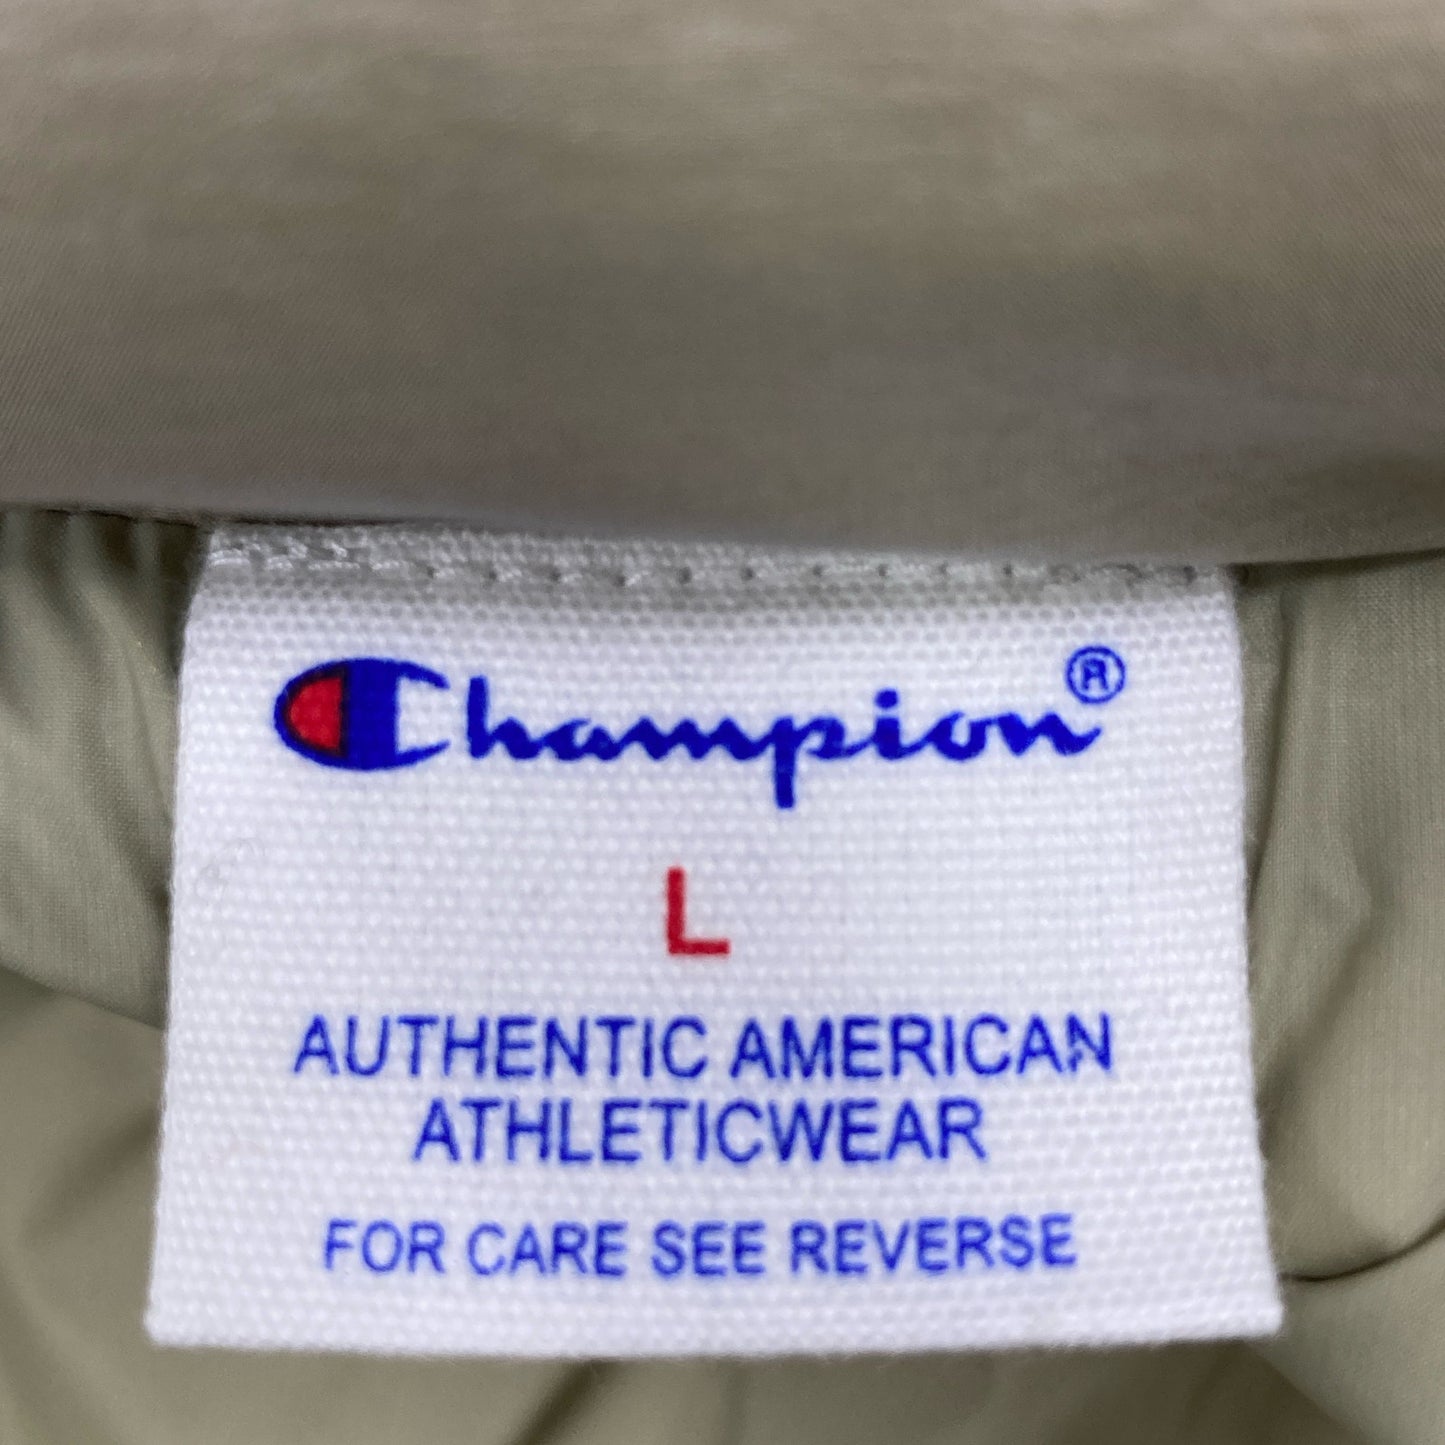 Champion®
L
AUTHENTIC AMERICAN
ATHLETICWEAR
FOR CARE SEE REVERSE